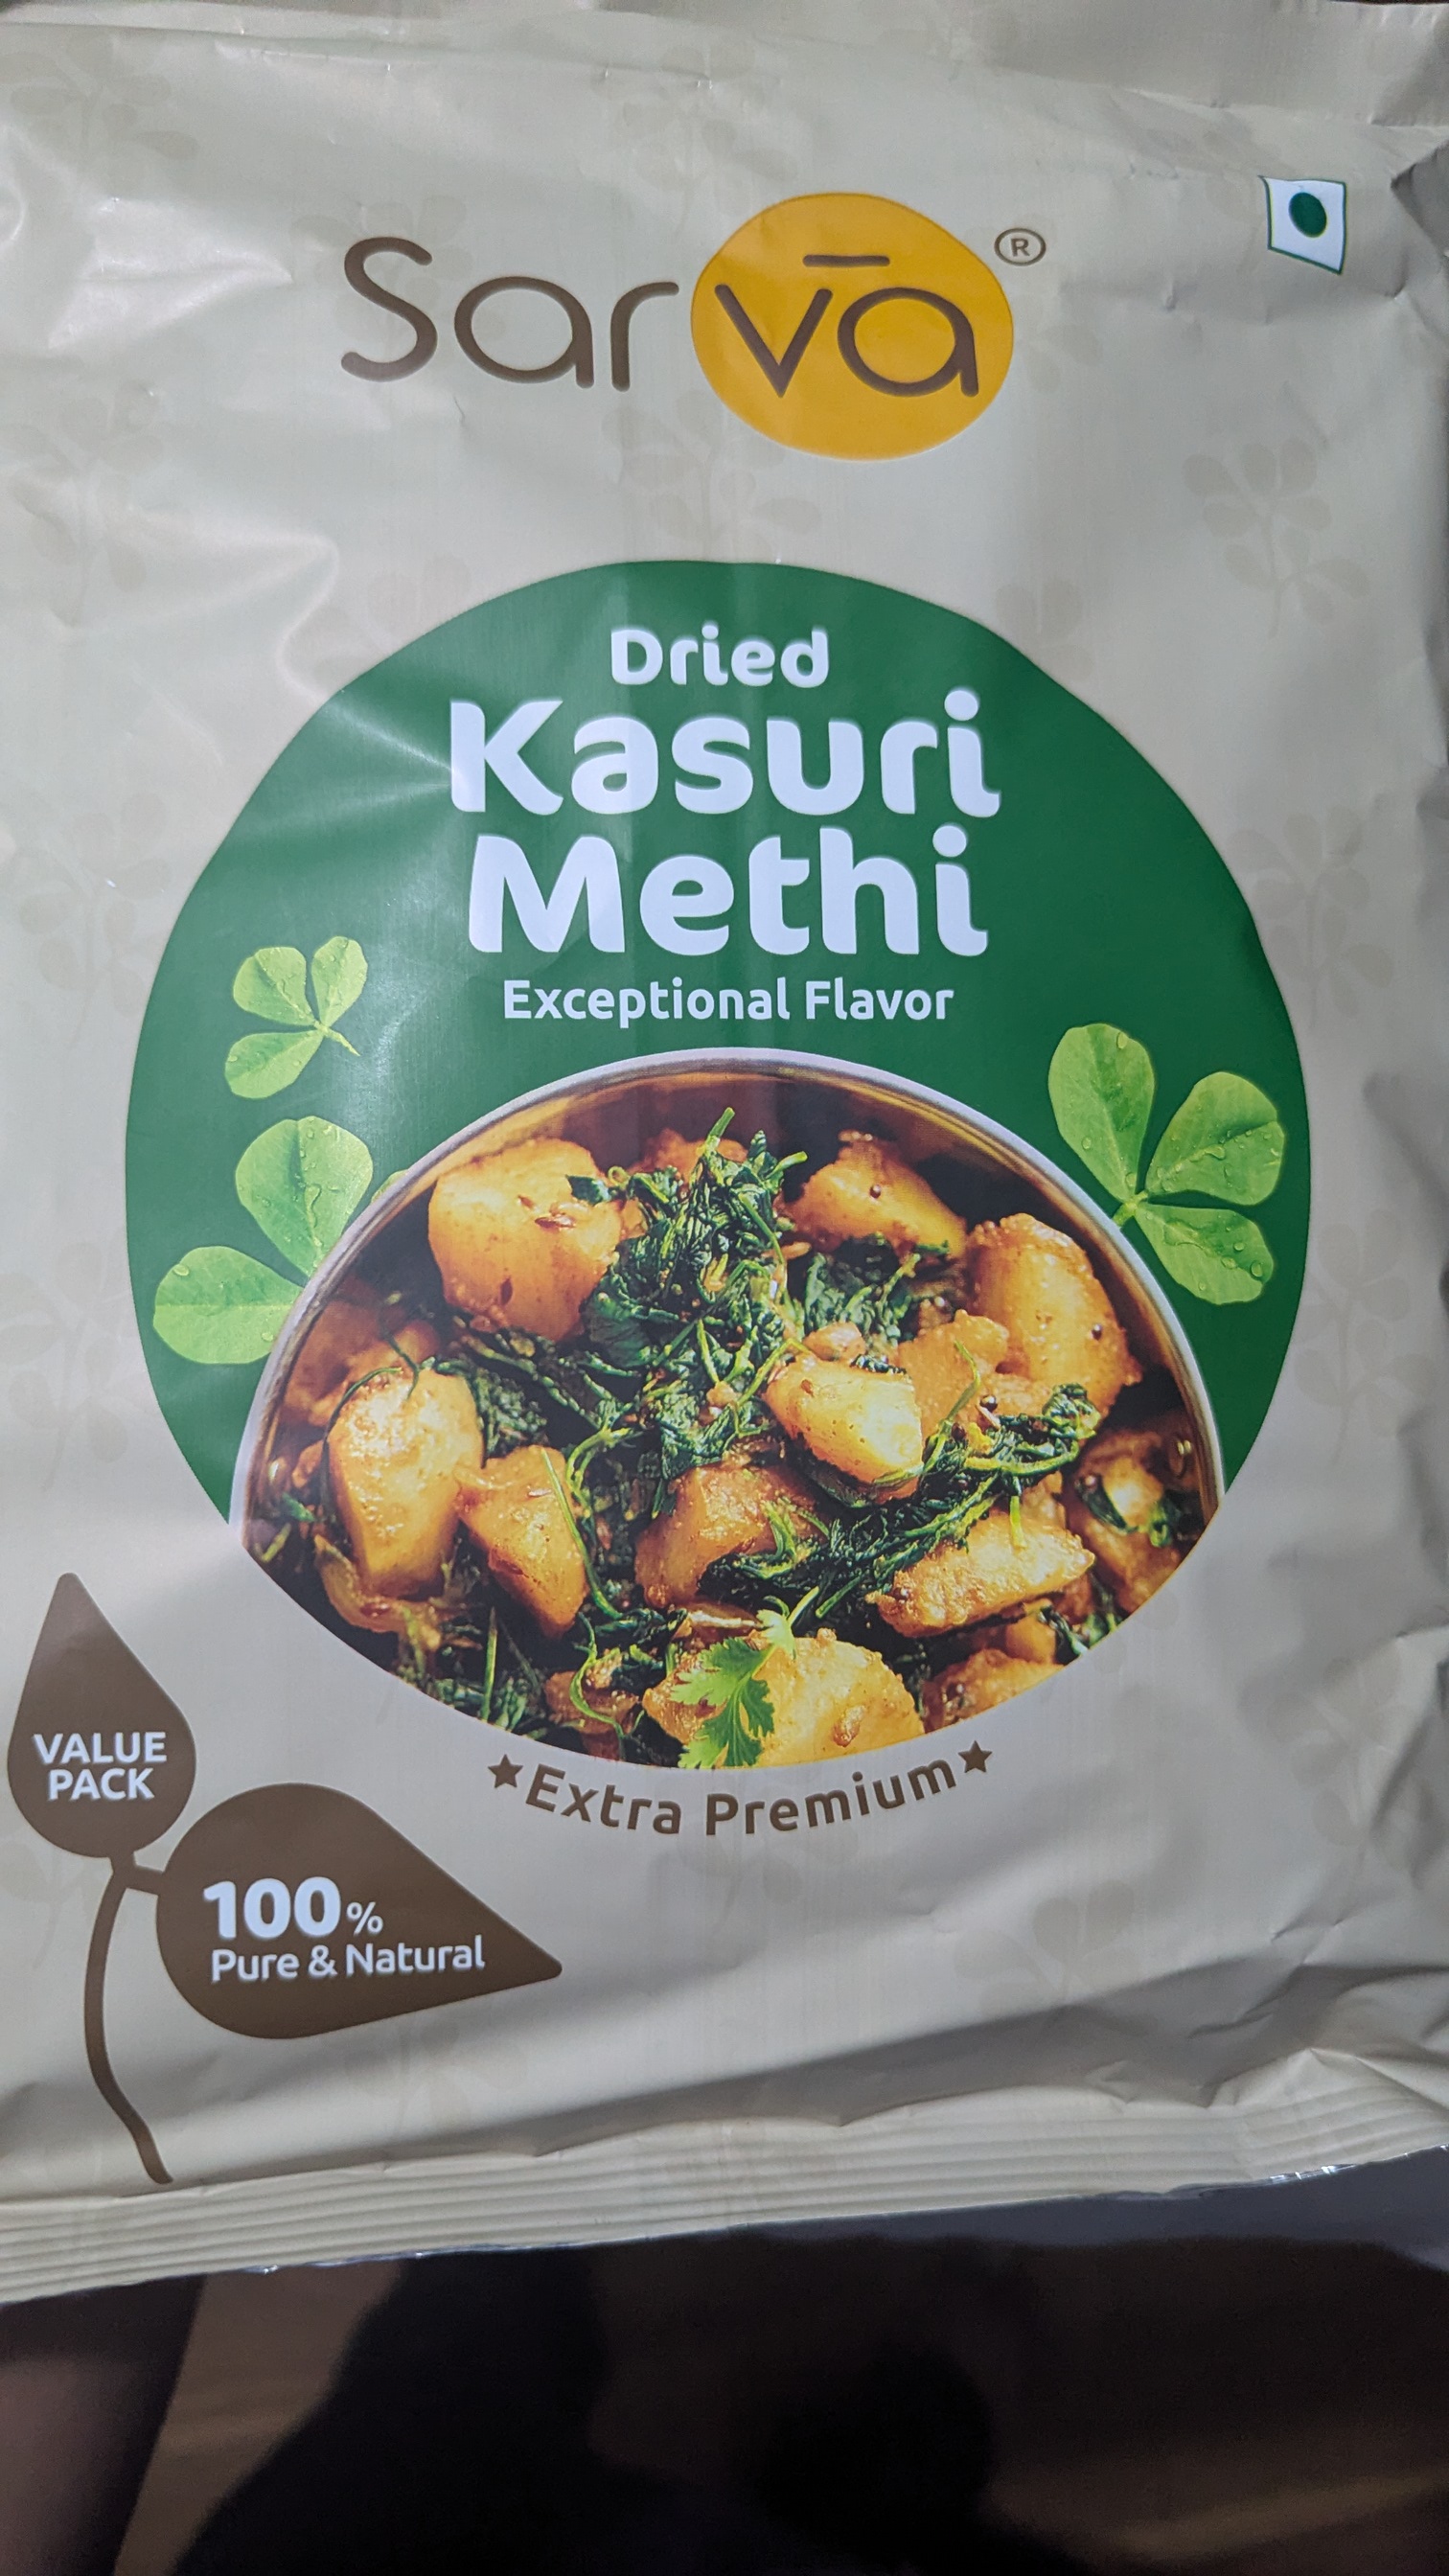 Sarvā®
Dried
Kasuri
Methi
Exceptional Flavor
★Extra Premium★
VALUE
PACK
100%
Pure & Natural